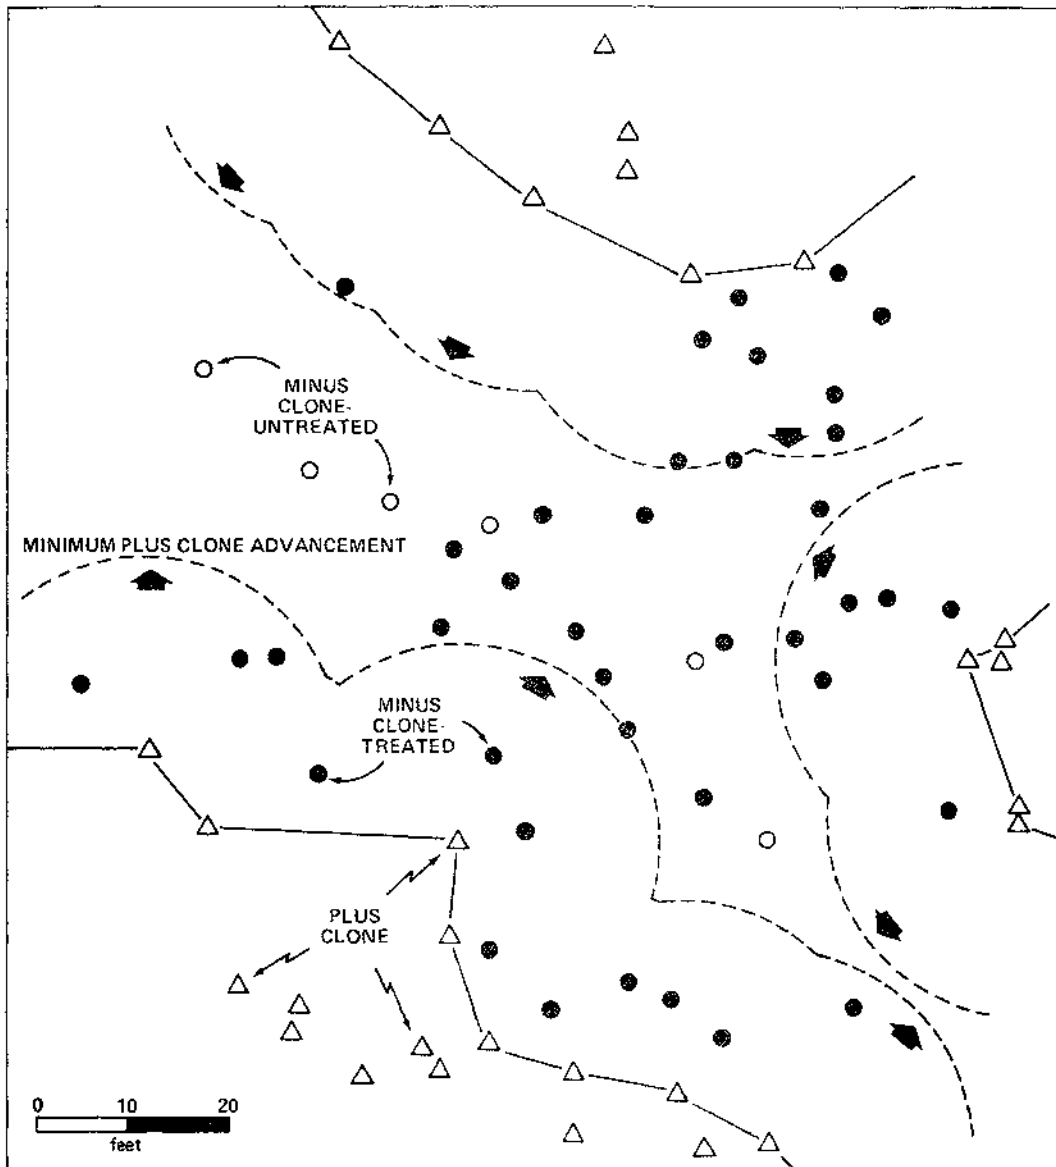 MINUS
CLONE-
UNTREATED
MINIMUM PLUS CLONE ADVANCEMENT
MINUS
CLONE-
TREATED
PLUS
CLONE
0 10 20
feet